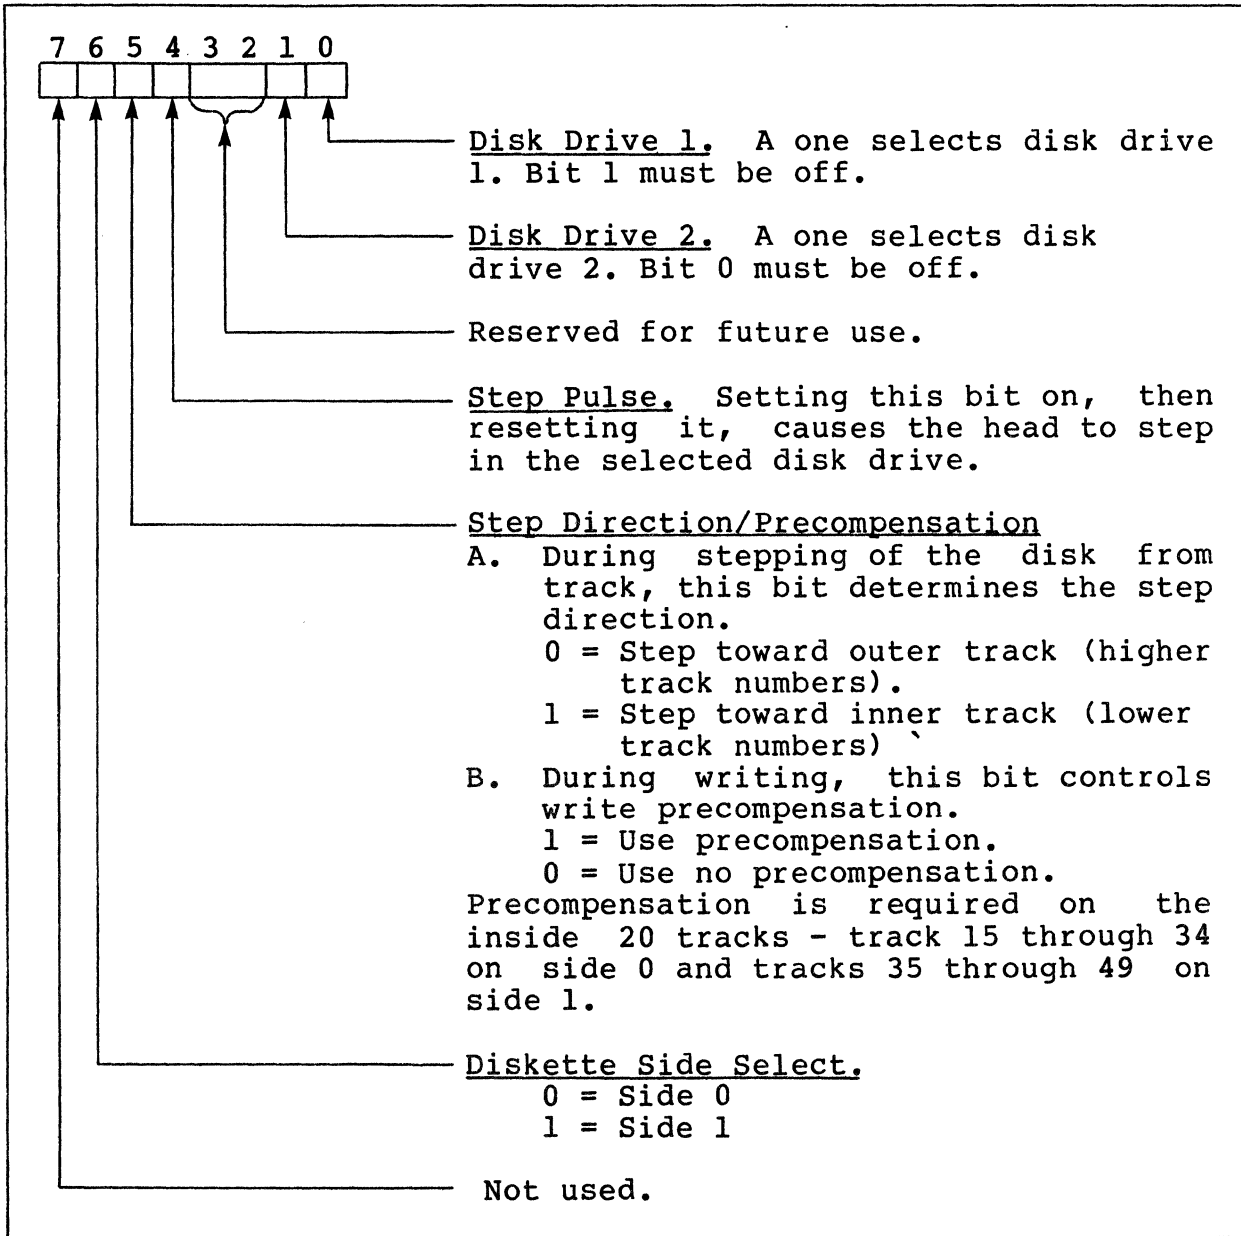 7 6 5 4 3 2 1 0
Disk Drive 1. A one selects disk drive
1. Bit 1 must be off.
Disk Drive 2. A one selects disk
drive 2. Bit 0 must be off.
Reserved for future use.
Step Pulse. Setting this bit on, then
resetting it, causes the head to step
in the selected disk drive.
Step Direction/Precompensation
A. During stepping of the disk from
track, this bit determines the step
direction.
0 = Step toward outer track (higher
track numbers).
1 = Step toward inner track (lower
track numbers)
B. During writing, this bit controls
write precompensation.
1 = Use precompensation.
0 = Use no precompensation.
Precompensation is required on the
inside 20 tracks - track 15 through 34
on side 0 and tracks 35 through 49 on
side 1.
Diskette Side Select.
0 = Side 0
1 = Side 1
Not used.